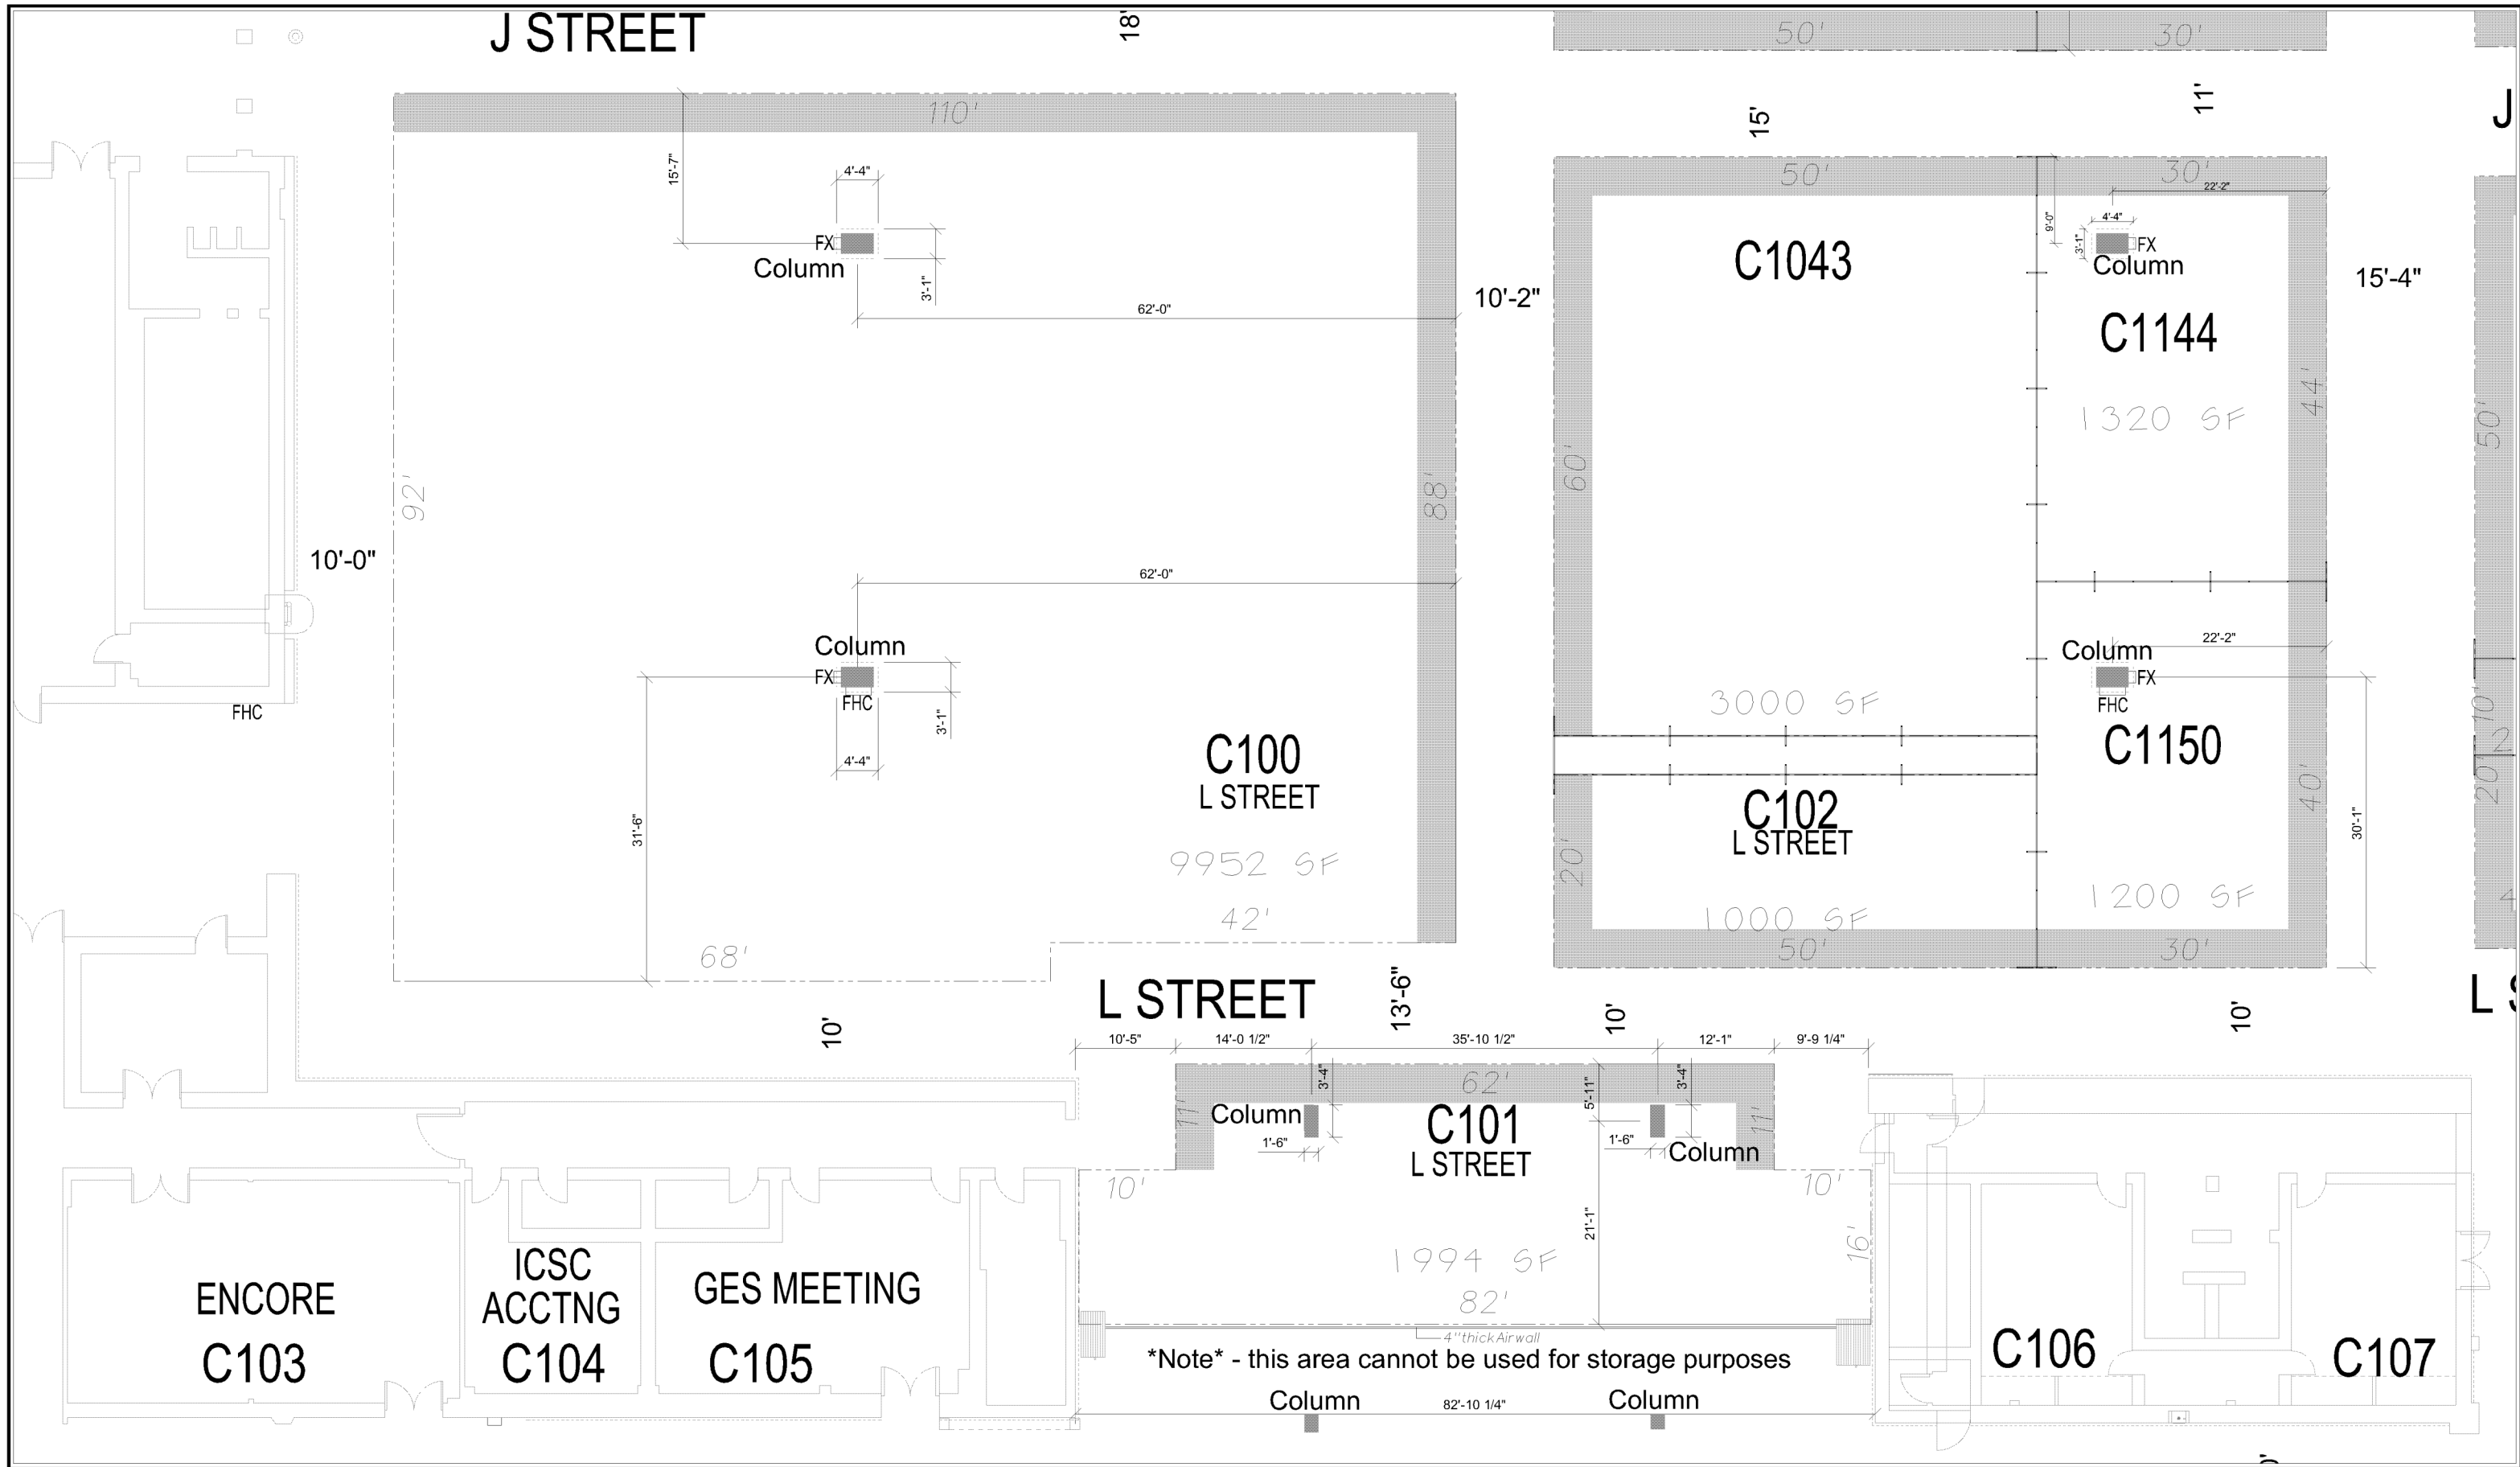 J STREET
18'
50'
30'
110'
15'
11'
J
15'-7"
4'-4"
50'
30'
22'-2"
9'-0"
4'-4"
3'-1"
FX
Column
3'-1"
FX
Column
C1043
10'-2"
15'-4"
62'-0"
C1144
1320 SF
44'
50'
92'
88'
60'
10'-0"
62'-0"
Column
FX
FHC
3'-1"
4'-4"
FHC
Column
22'-2"
FX
FHC
3000 SF
10'
C100
L STREET
C1150
2
20'
40'
31'-6"
C102
L STREET
30'-1"
9952 SF
20'
42'
1000 SF
1200 SF
4
68'
50'
30'
L STREET
13'-6"
10'
10'
10'
L S
10'-5"
14'-0 1/2"
35'-10 1/2"
12'-1"
9'-9 1/4"
3'-4"
62'
5'-11"
3'-4"
11'
Column
C101
L STREET
11'
1'-6"
1'-6"
Column
10'
10'
21'-1"
16'
1994 SF
82'
ENCORE
C103
ICSC
ACCTNG
C104
GES MEETING
C105
4"thickAirwall
*Note* - this area cannot be used for storage purposes
C106
C107
Column
82'-10 1/4"
Column